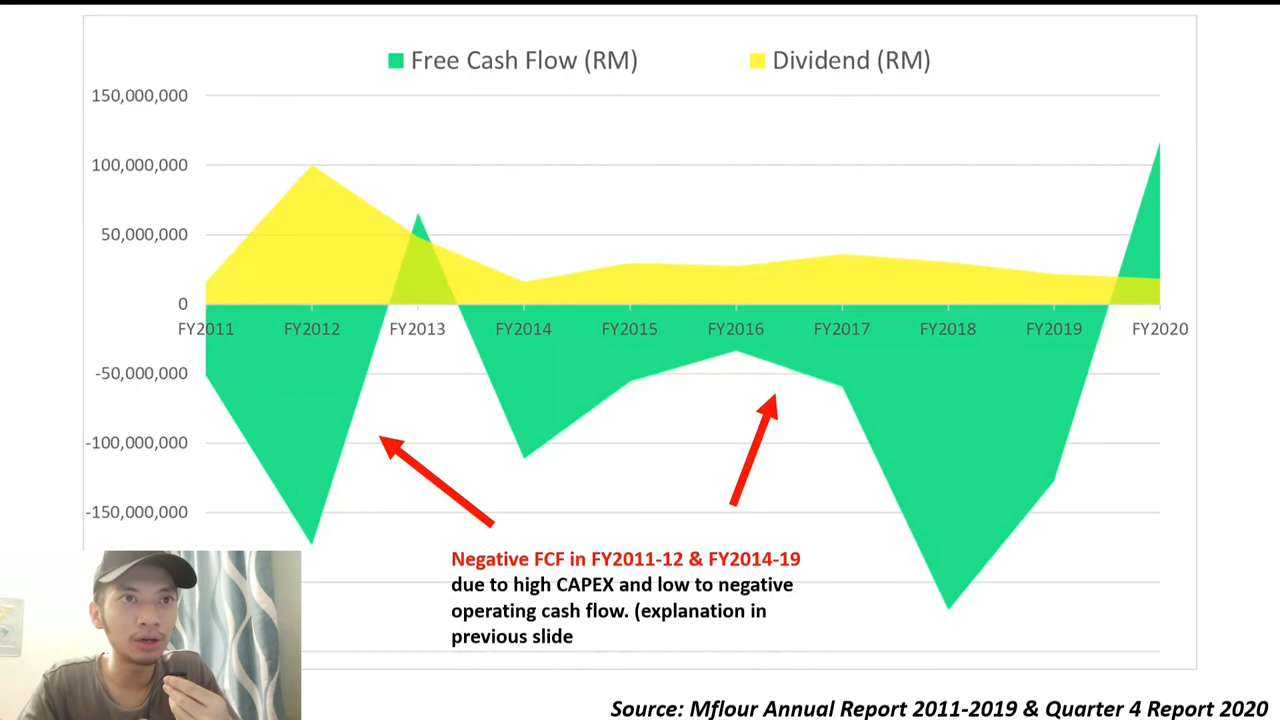 Free Cash Flow (RM) Dividend (RM)
150,000,000
100,000,000
50,000,000
0
FY2011 FY2012 FY2013 FY2014 FY2015 FY2016 FY2017 FY2018 FY2019 FY2020
-50,000,000
-100,000,000
-150,000,000
Negative FCF in FY2011-12 & FY2014-19
due to high CAPEX and low to negative
operating cash flow. (explanation in
previous slide
Source: Mflour Annual Report 2011-2019 & Quarter 4 Report 2020